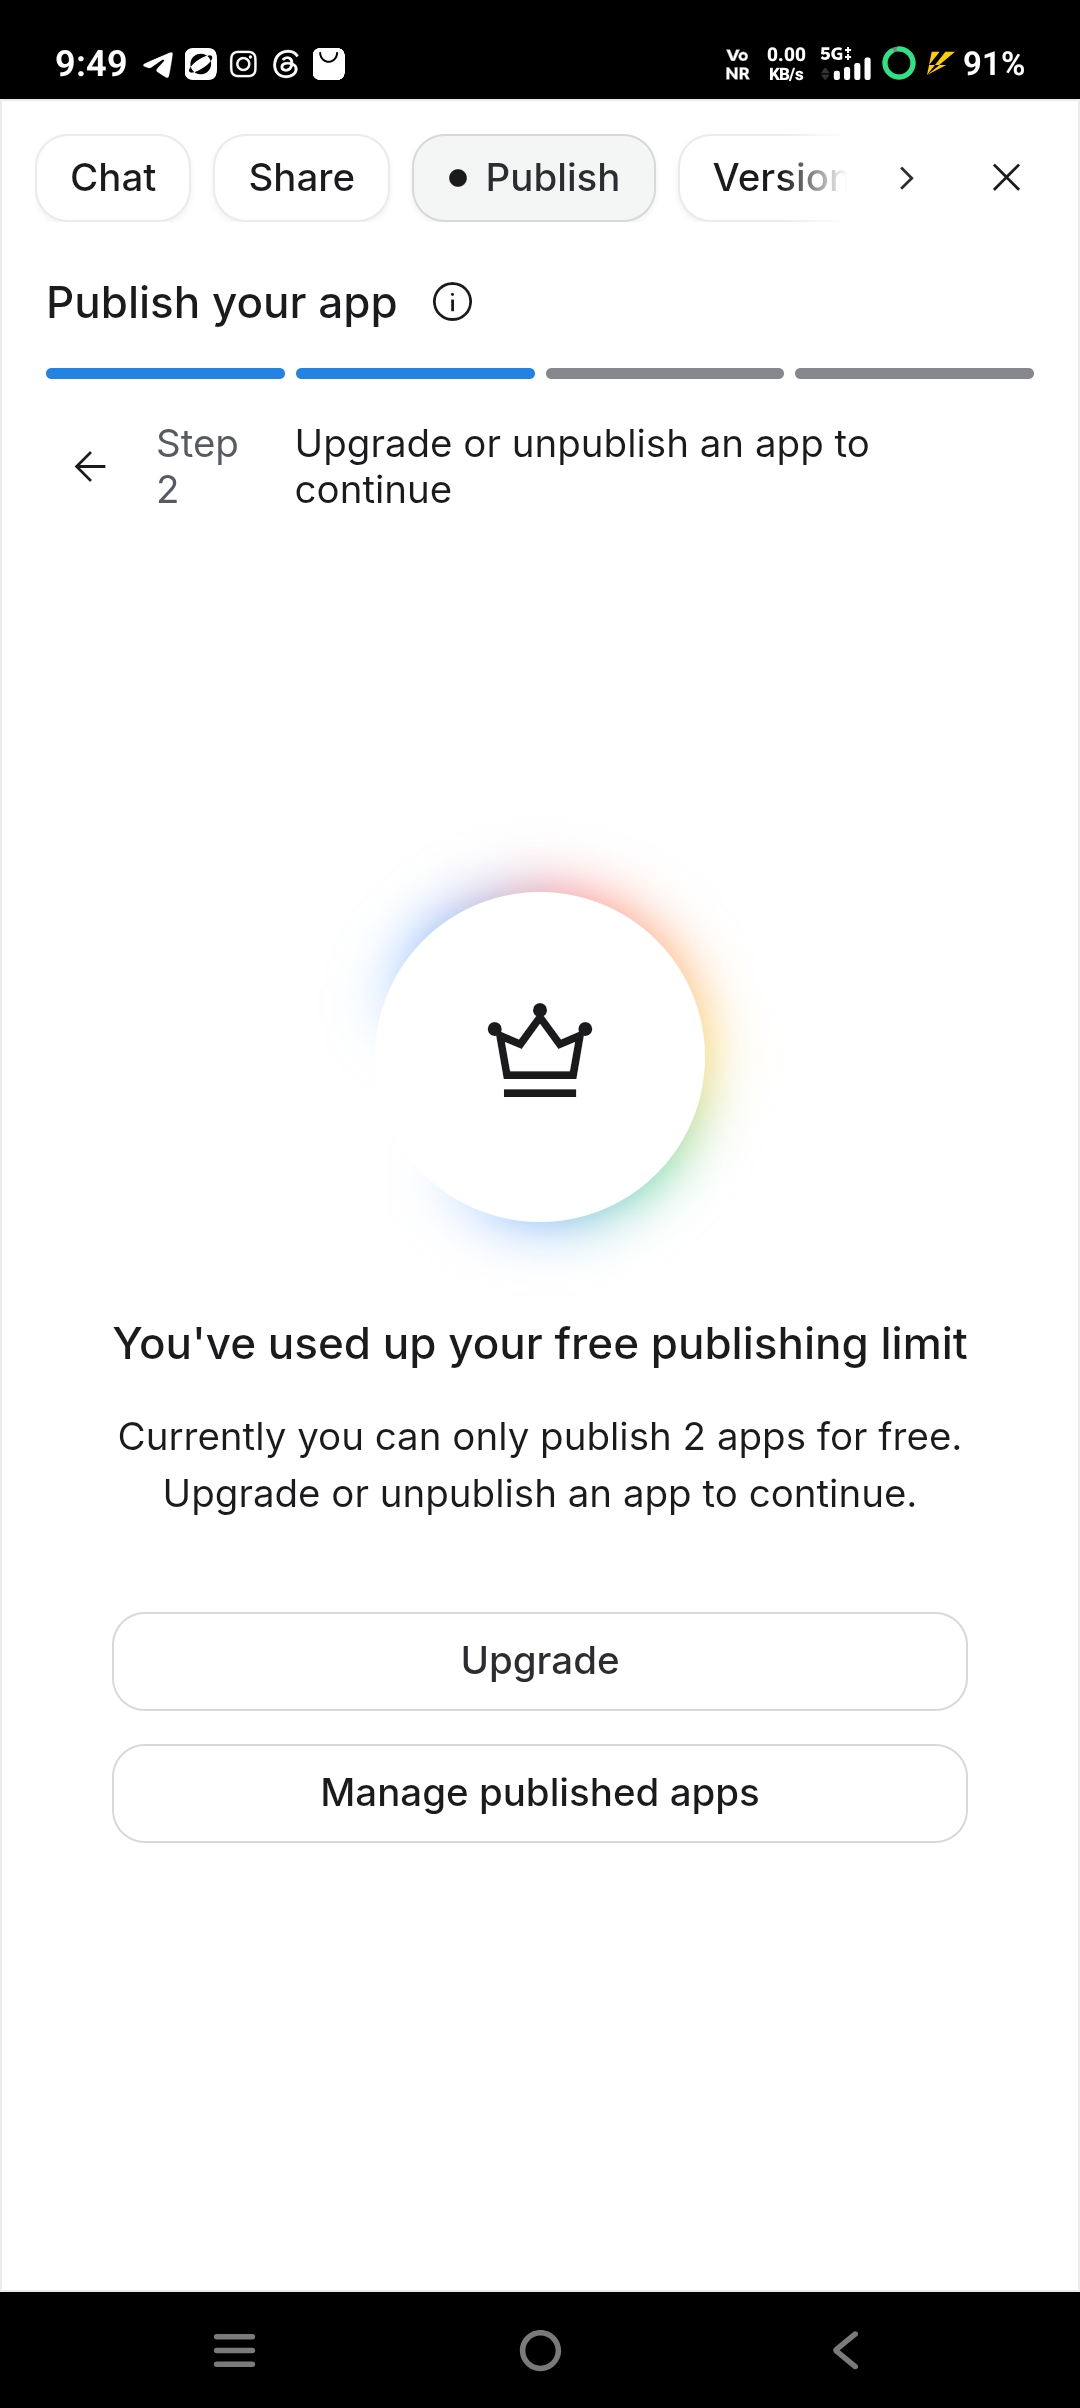 9:49
Vo
NR
0.00
KB/s
5G
91%
Chat
Share
Publish
Version
Publish your app
Step
2
Upgrade or unpublish an app to
continue
You've used up your free publishing limit
Currently you can only publish 2 apps for free.
Upgrade or unpublish an app to continue.
Upgrade
Manage published apps